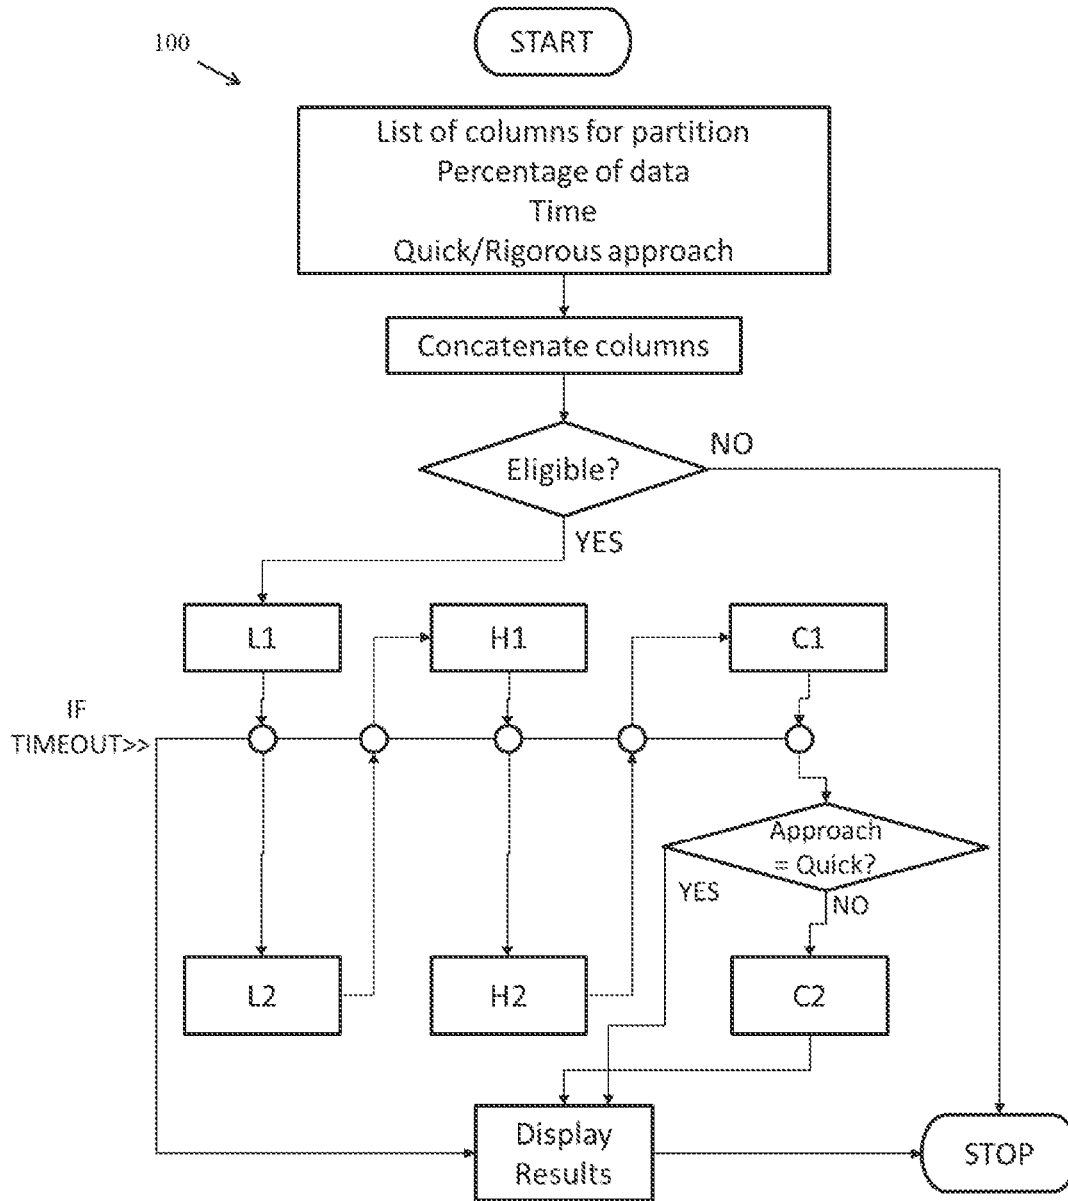 100
START
List of columns for partition
Percentage of data
Time
Quick/Rigorous approach
Concatenate columns
Eligible?
NO
YES
L1
H1
C1
IF
TIMEOUT>>
Approach
= Quick?
YES
NO
L2
H2
C2
Display
Results
STOP